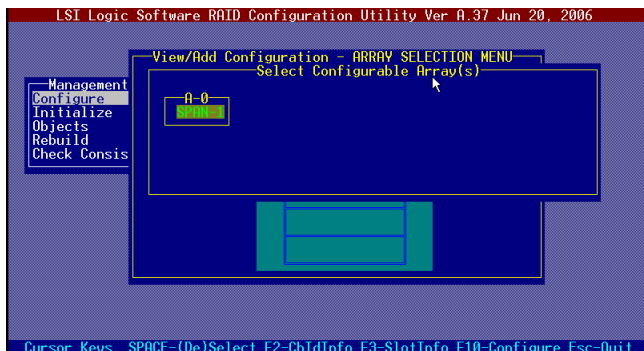 LSI Logic Software RAID Configuration Utility Ver A.37 Jun 20, 2006
View/Add Configuration - ARRAY SELECTION MENU
Select Configurable Array(s)
Management
Configure
Initialize
Objects
Rebuild
Check Consis
A-0
SPAN-1
Cursor Keys, SPACE-(De)Select F2-ChIdInfo F3-SlotInfo F10-Configure Esc-Quit